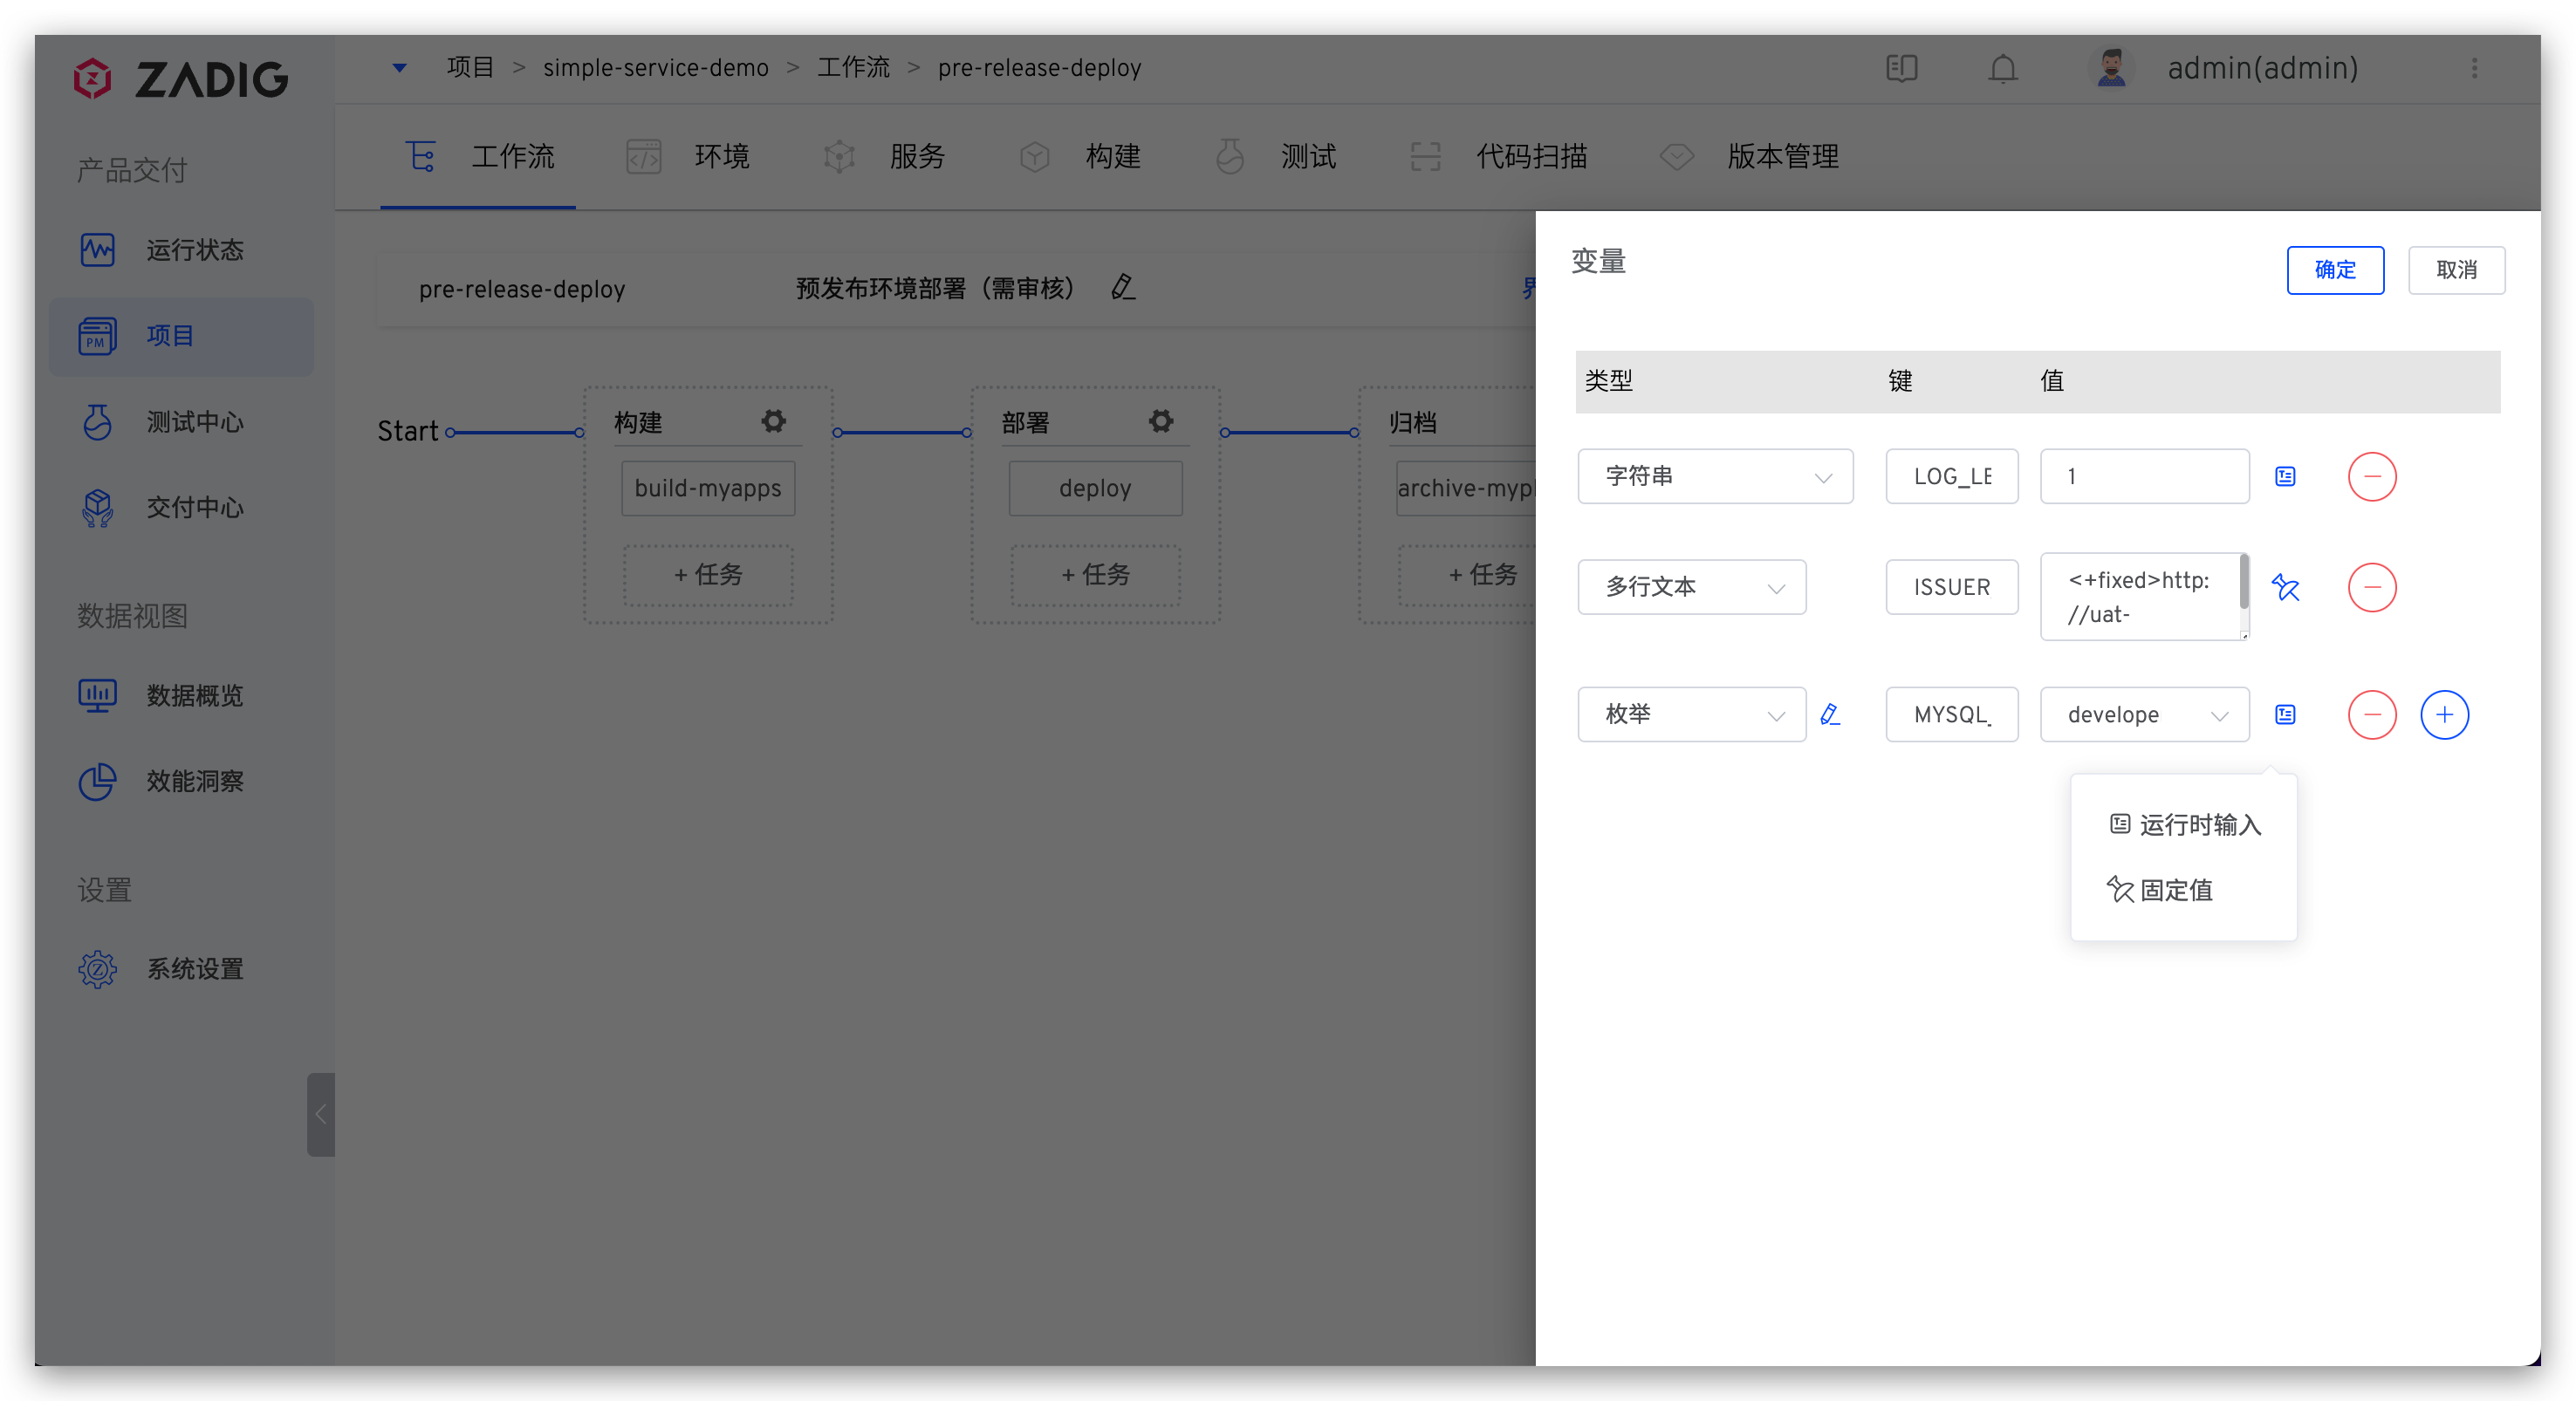 ZADIG
项目 > simple-service-demo > 工作流 > pre-release-deploy
admin(admin)
产品交付
运行状态
PM
项目
测试中心
交付中心
数据视图
数据概览
效能洞察
设置
系统设置
工作流
环境
服务
构建
测试
代码扫描
版本管理
pre-release-deploy
预发布环境部署（需审核）
Start
构建
build-myapps
+ 任务
部署
deploy
+ 任务
归档
archive-myp
+ 任务
变量
确定
取消
类型 键 值
字符串 LOG_LE 1
多行文本 ISSUER <+fixed>http:
//uat-
枚举 MYSQL_ develope
运行时输入
固定值